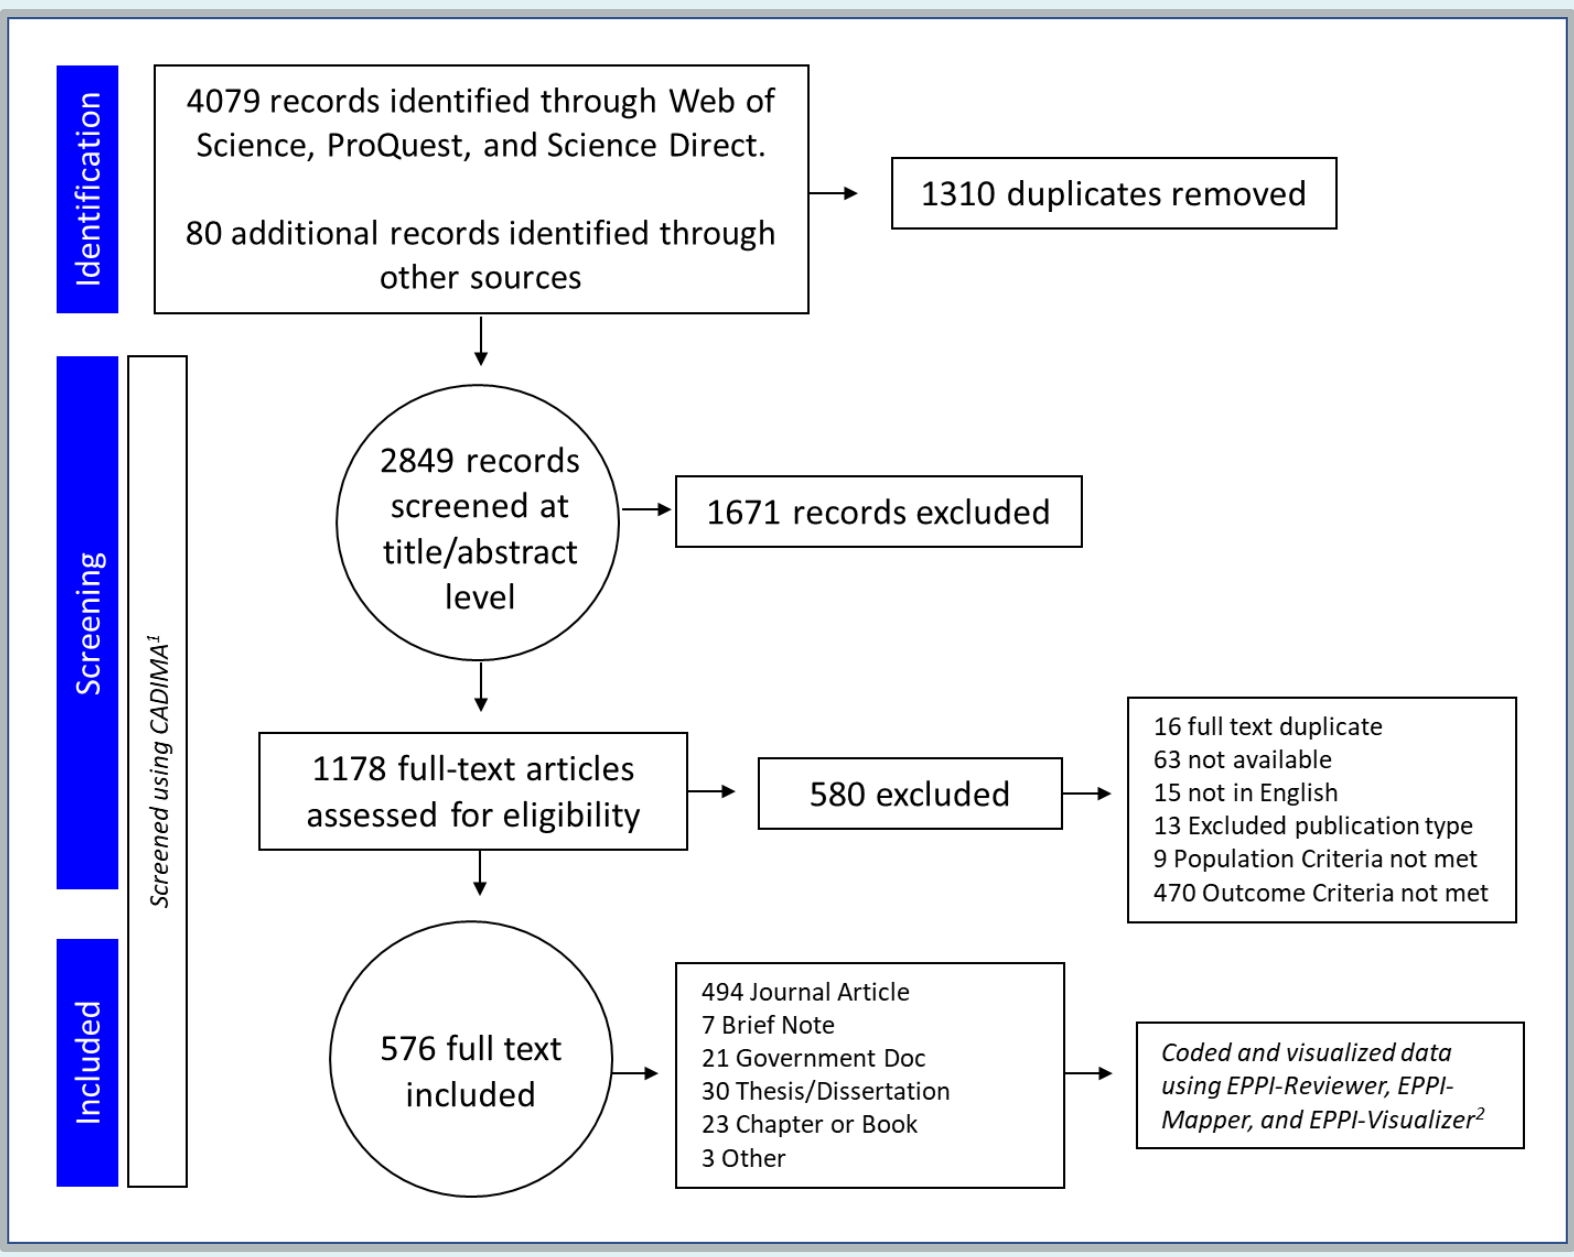 Identification
4079 records identified through Web of
Science, ProQuest, and Science Direct.
80 additional records identified through
other sources
1310 duplicates removed
Screening
Screened using CADIMA¹
2849 records
screened at
title/abstract
level
1671 records excluded
1178 full-text articles
assessed for eligibility
580 excluded
16 full text duplicate
63 not available
15 not in English
13 Excluded publication type
9 Population Criteria not met
470 Outcome Criteria not met
Included
576 full text
included
494 Journal Article
7 Brief Note
21 Government Doc
30 Thesis/Dissertation
23 Chapter or Book
3 Other
Coded and visualized data
using EPPI-Reviewer, EPPI-
Mapper, and EPPI-Visualizer²